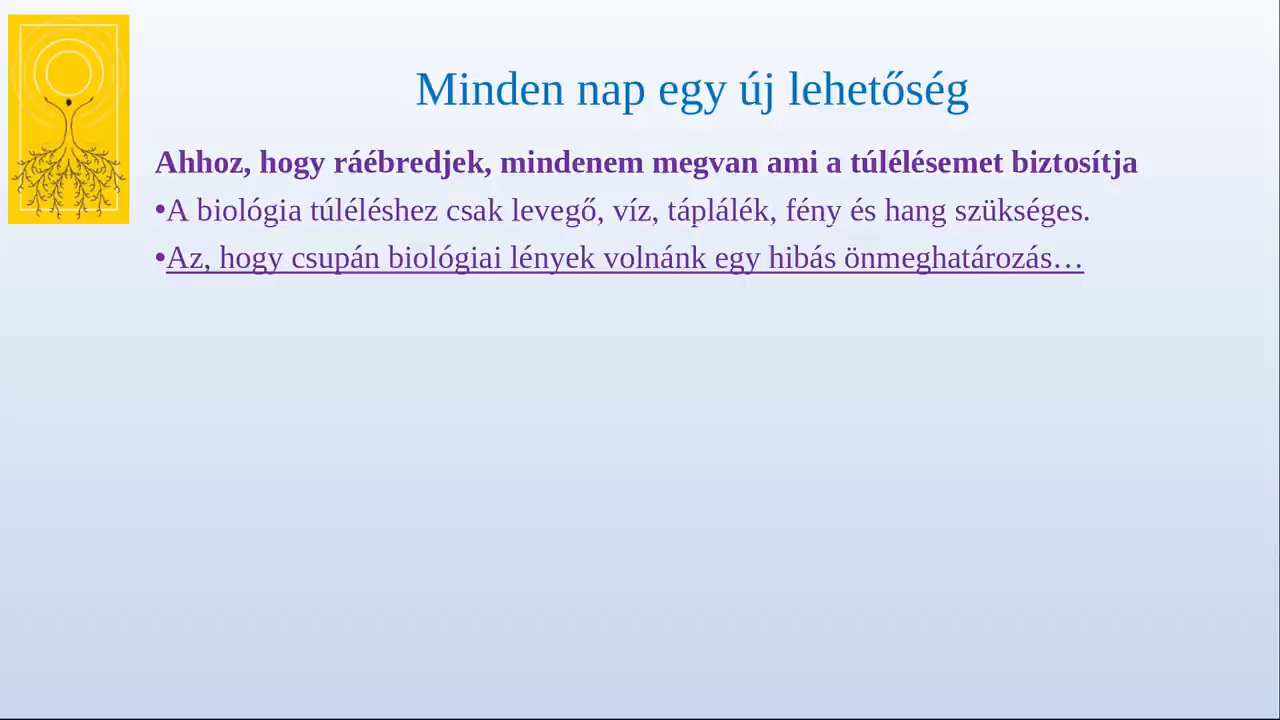 Minden nap egy új lehetőség
Ahhoz, hogy ráébredjek, mindenem megvan ami a túlélésemet biztosítja
•A biológia túléléshez csak levegő, víz, táplálék, fény és hang szükséges.
•Az, hogy csupán biológiai lények volnánk egy hibás önmeghatározás…